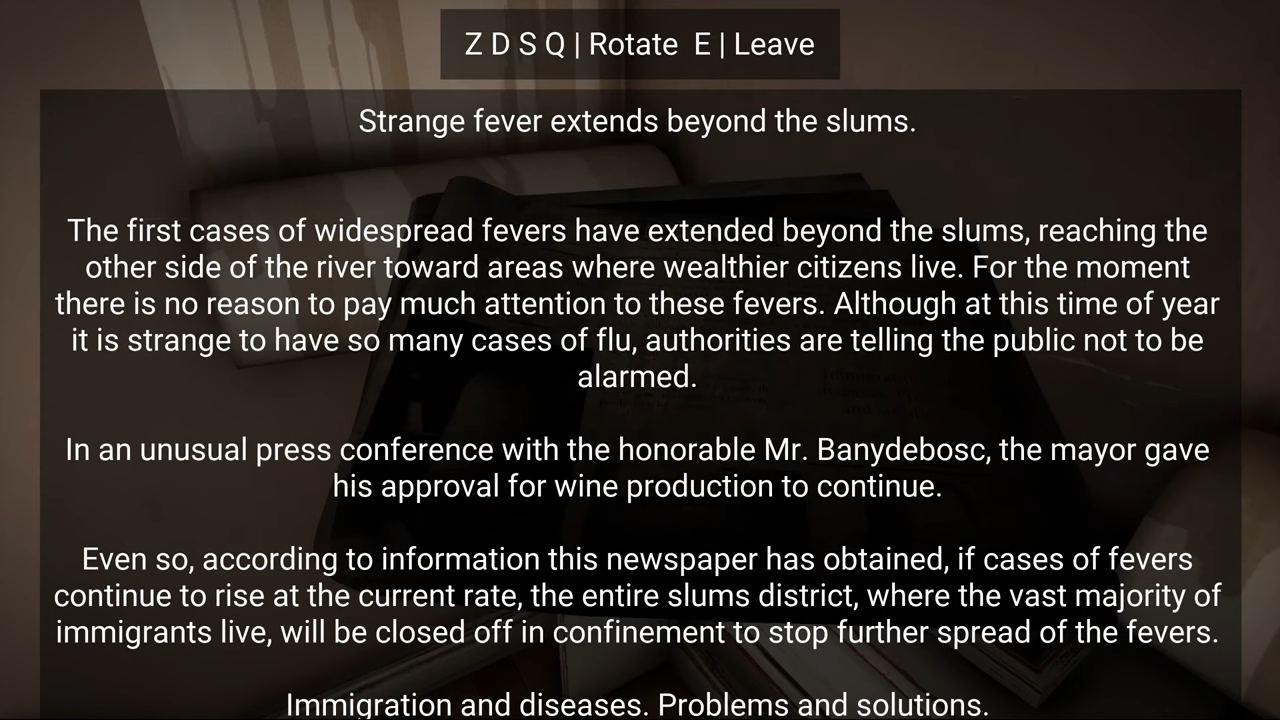 Z D S Q | Rotate E | Leave
Strange fever extends beyond the slums.
The first cases of widespread fevers have extended beyond the slums, reaching the
other side of the river toward areas where wealthier citizens live. For the moment
there is no reason to pay much attention to these fevers. Although at this time of year
it is strange to have so many cases of flu, authorities are telling the public not to be
alarmed.
In an unusual press conference with the honorable Mr. Banydebosc, the mayor gave
his approval for wine production to continue.
Even so, according to information this newspaper has obtained, if cases of fevers
continue to rise at the current rate, the entire slums district, where the vast majority of
immigrants live, will be closed off in confinement to stop further spread of the fevers.
Immigration and diseases. Problems and solutions.